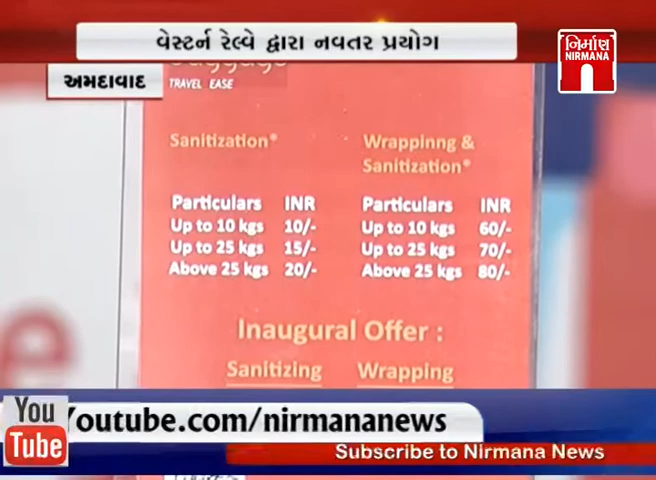 વેસ્ટર્ન રેલ્વે દ્વારા નવતર પ્રયોગ
નિર્માણ
NIRMANA
અમદાવાદ
TRAVEL EASE
Sanitization*
Wrappinng &
Sanitization*
Particulars INR
Up to 10 kgs 10/-
Up to 25 kgs 15/-
Above 25 kgs 20/-
Particulars INR
Up to 10 kgs 60/-
Up to 25 kgs 70/-
Above 25 kgs 80/-
Inaugural Offer :
Sanitizing Wrapping
You
Tube
Youtube.com/nirmananews
Subscribe to Nirmana News